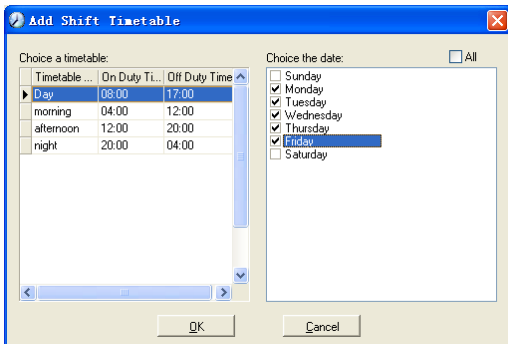 Add Shift Timetable
Choice a timetable:
Timetable ... On Duty Ti... Off Duty Time
Day 08:00 17:00
morning 04:00 12:00
afternoon 12:00 20:00
night 20:00 04:00
Choice the date: All
Sunday
Monday
Tuesday
Wednesday
Thursday
Friday
Saturday
OK Cancel